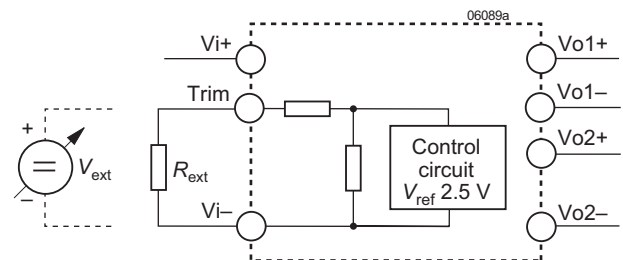 06089a
Vi+
Vo1+
Trim
Vo1–
Vo2+
+
=
–
Vext
Rext
Control
circuit
Vref 2.5 V
Vi–
Vo2–